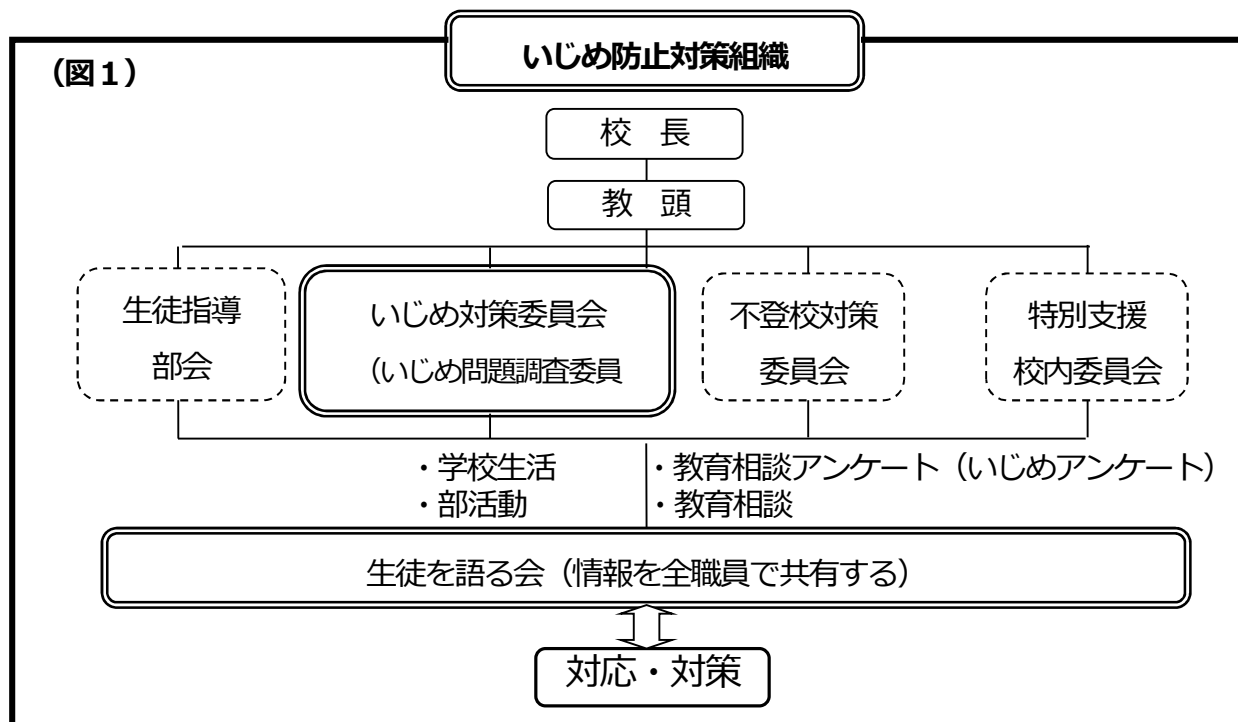 いじめ防止対策組織
(図1)
校 長
教 頭
生徒指導
部会
いじめ対策委員会
(いじめ問題調査委員
不登校対策
委員会
特別支援
校内委員会
・学校生活
・部活動
・教育相談アンケート(いじめアンケート)
・教育相談
生徒を語る会(情報を全職員で共有する)
対応・対策